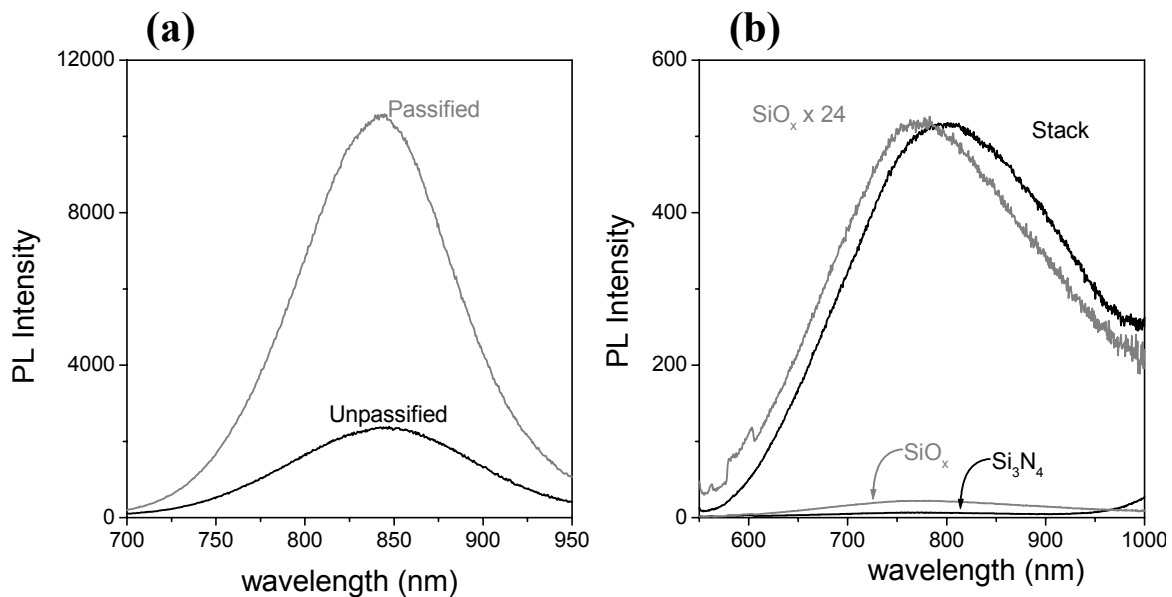 (a)
12000
8000
4000
0
PL Intensity
Passified
Unpassified
700 750 800 850 900 950
wavelength (nm)
(b)
600
400
200
0
PL Intensity
SiOₓ x 24
Stack
SiOₓ
Si₃N₄
600 700 800 900 1000
wavelength (nm)